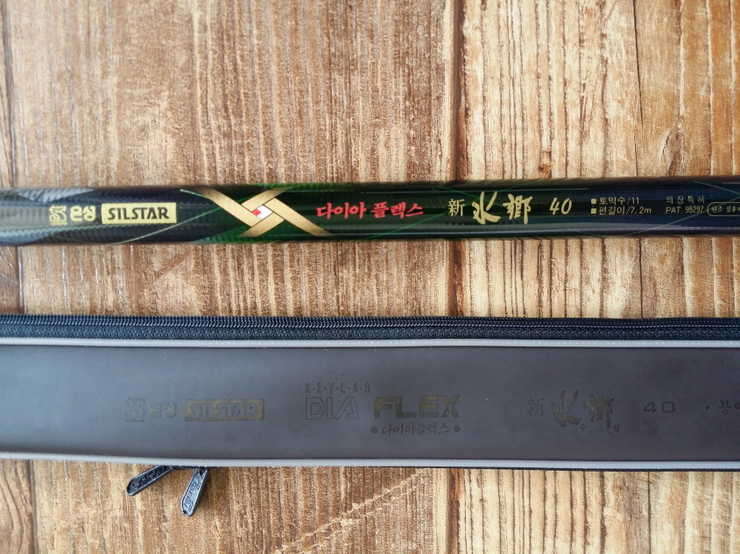 은성 SILSTAR
다이아 플렉스
新 水鄕 40
■ 토막수/11
■ 편길이/7.2m
의장특허
PAT.
KEVLAR
은성 SILSTAR
DIA FLEX
• 다이아플렉스 •
新 水鄕 40